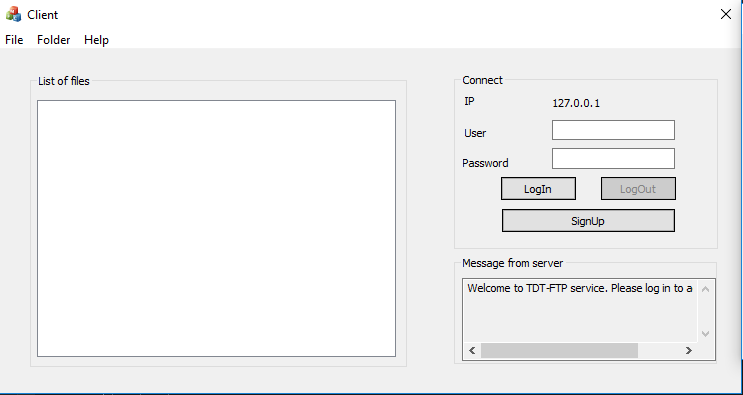 Client
File Folder Help
List of files
Connect
IP 127.0.0.1
User
Password
LogIn LogOut
SignUp
Message from server
Welcome to TDT-FTP service. Please log in to a